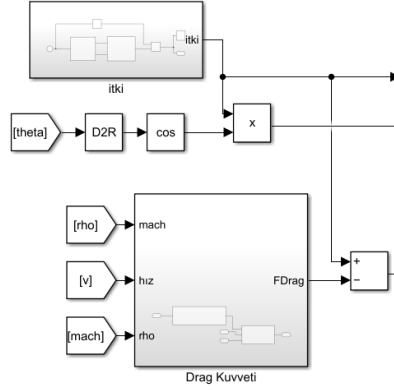 itki
itki
[theta]
D2R
cos
x
[rho]
mach
[v]
hız
FDrag
+
−
[mach]
rho
Drag Kuvveti